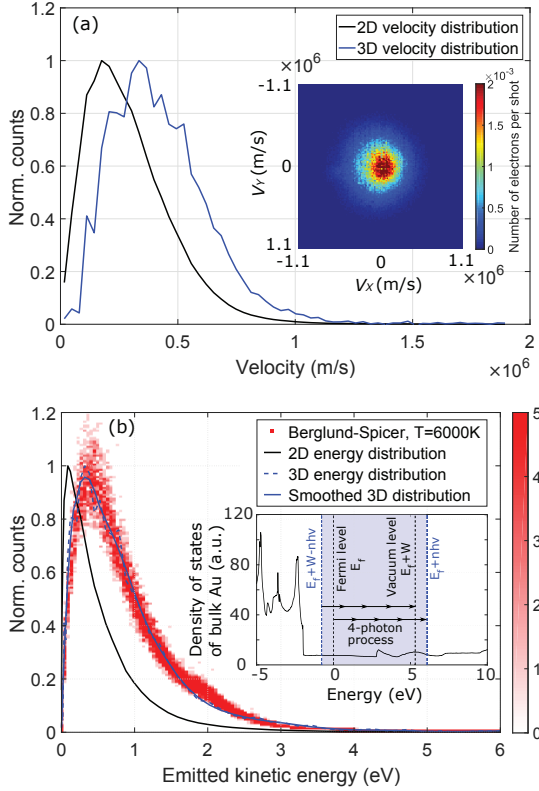 (a)
2D velocity distribution
3D velocity distribution
Norm. counts
1.2
1
0.8
0.6
0.4
0.2
0
0
0.5
1
1.5
2
×10⁶
Velocity (m/s)
×10⁶
-1.1
0
1.1
V_Y (m/s)
-1.1
0
1.1
×10⁶
V_X (m/s)
×10⁻³
2
1.5
1
0.5
0
Number of electrons per shot
(b)
Berglund-Spicer, T=6000K
2D energy distribution
3D energy distribution
Smoothed 3D distribution
Norm. counts
1.2
1.0
0.8
0.6
0.4
0.2
0
0
1
2
3
4
5
6
Emitted kinetic energy (eV)
Density of states
of bulk Au (a.u.)
120
80
40
0
-5
0
5
10
Energy (eV)
E_f+W-nhν
Fermi level
E_f
Vacuum level
E_f+W
E_f+nhν
4-photon
process
5
4
3
2
1
0